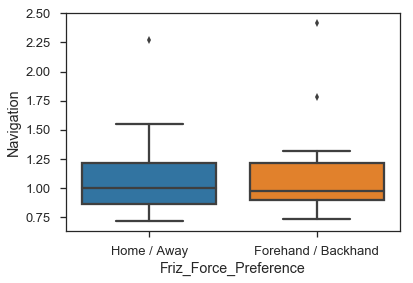 2.50
2.25
2.00
1.75
1.50
1.25
1.00
0.75
Navigation
Home / Away
Forehand / Backhand
Friz_Force_Preference